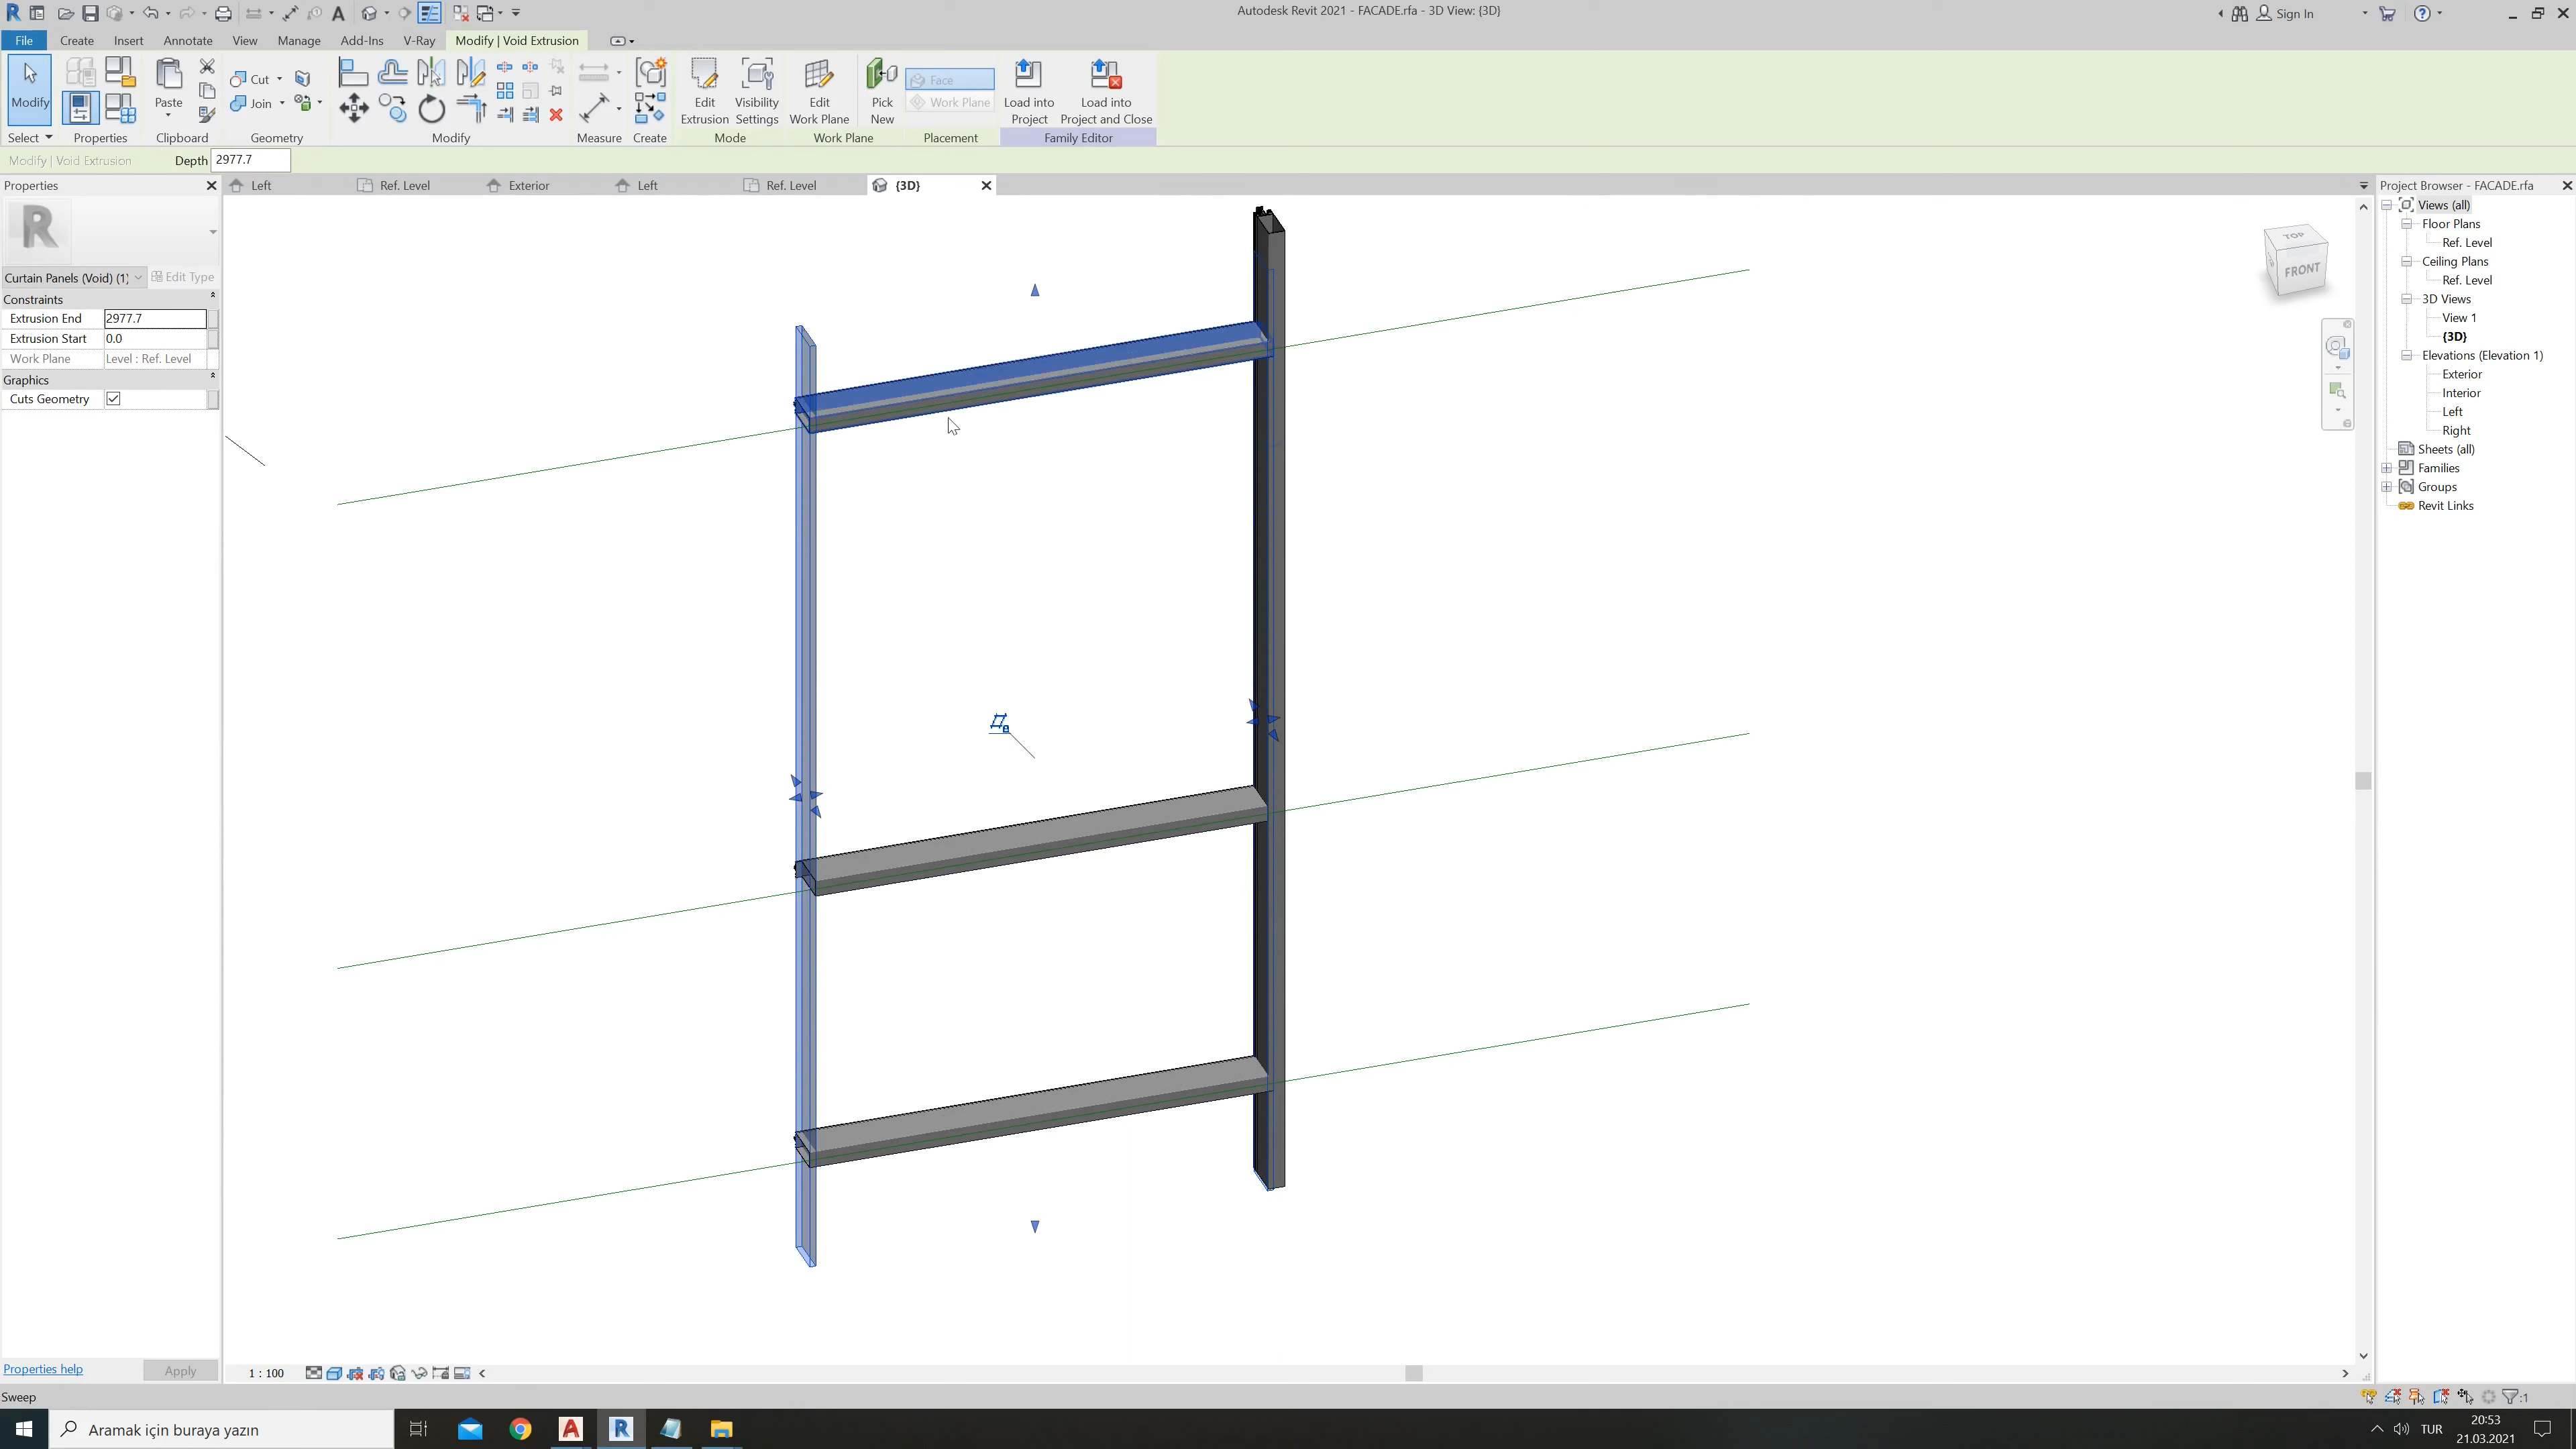 Autodesk Revit 2021 - FACADE.rfa - 3D View: {3D}
Sign In
File
Create
Insert
Annotate
View
Manage
Add-Ins
V-Ray
Modify | Void Extrusion
Modify
Paste
Cut
Join
Edit
Extrusion
Visibility
Settings
Edit
Work Plane
Pick
New
Face
Work Plane
Load into
Project
Load into
Project and Close
Select
Properties
Clipboard
Geometry
Modify
Measure
Create
Mode
Work Plane
Placement
Family Editor
Modify | Void Extrusion
Depth
2977.7
Properties
Left
Ref. Level
Exterior
Left
Ref. Level
{3D}
Project Browser - FACADE.rfa
R
Curtain Panels (Void) (1)
Edit Type
Constraints
Extrusion End
2977.7
Extrusion Start
0.0
Work Plane
Level : Ref. Level
Graphics
Cuts Geometry
TOP
FRONT
Views (all)
Floor Plans
Ref. Level
Ceiling Plans
Ref. Level
3D Views
View 1
{3D}
Elevations (Elevation 1)
Exterior
Interior
Left
Right
Sheets (all)
Families
Groups
Revit Links
Properties help
Apply
1 : 100
Sweep
:1
Aramak için buraya yazın
TUR
20:53
21.03.2021